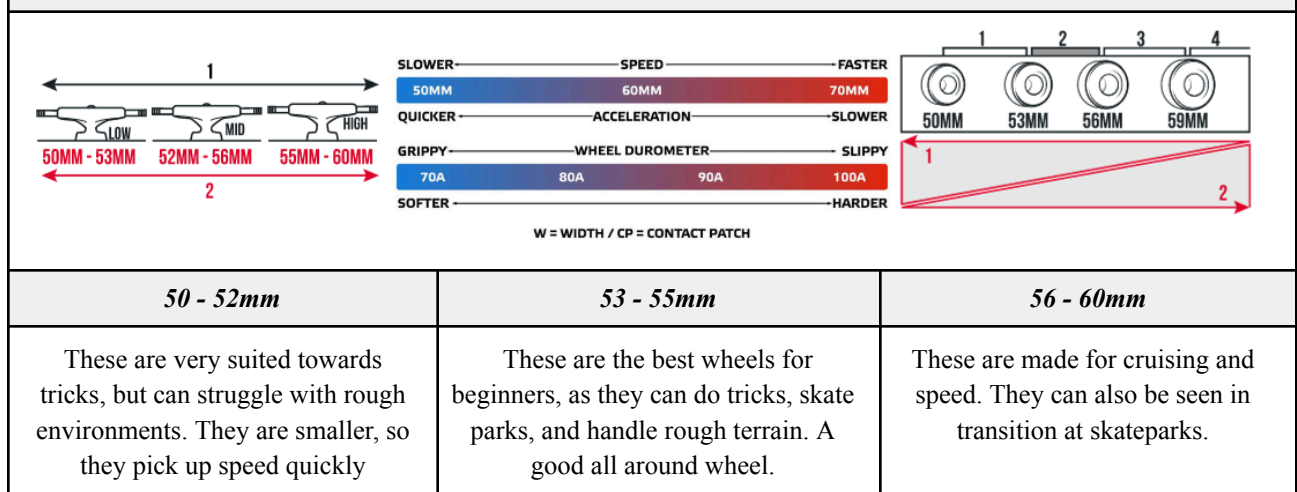 1
LOW
MID
HIGH
50MM - 53MM 52MM - 56MM 55MM - 60MM
2
SLOWER SPEED FASTER
50MM 60MM 70MM
QUICKER ACCELERATION SLOWER
GRIPPY WHEEL DUROMETER SLIPPY
70A 80A 90A 100A
SOFTER HARDER
W = WIDTH / CP = CONTACT PATCH
1 2 3 4
50MM 53MM 56MM 59MM
1
2
50 - 52mm
These are very suited towards
tricks, but can struggle with rough
environments. They are smaller, so
they pick up speed quickly
53 - 55mm
These are the best wheels for
beginners, as they can do tricks, skate
parks, and handle rough terrain. A
good all around wheel.
56 - 60mm
These are made for cruising and
speed. They can also be seen in
transition at skateparks.